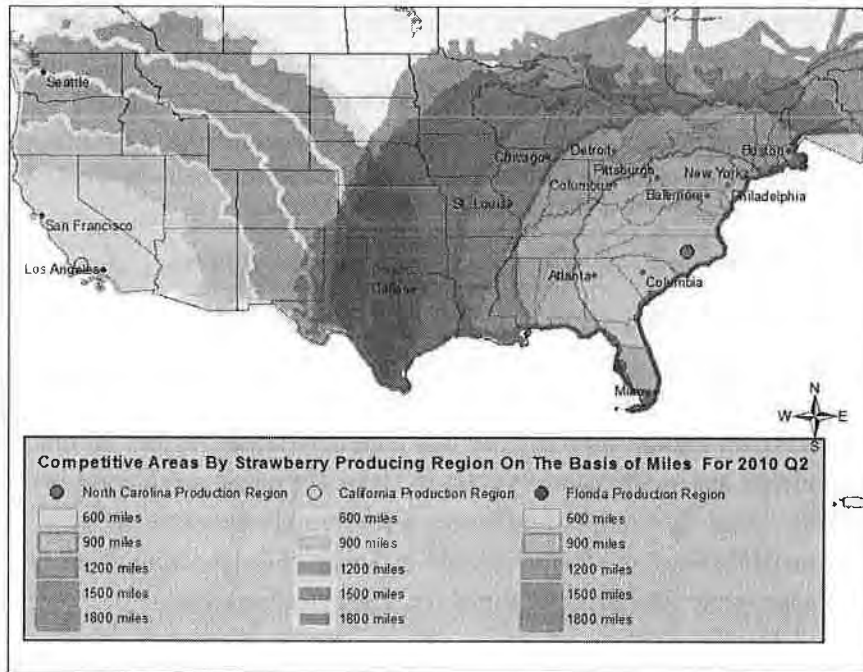 Seattle
Boston
Detroit
Chicago
Pittsburgh
New York
Columbus
Baltimore
Philadelphia
St. Louis
San Francisco
Los Angeles
Atlanta
Columbia
Dallas
Miami
N
W E
S
Competitive Areas By Strawberry Producing Region On The Basis of Miles For 2010 Q2
North Carolina Production Region California Production Region Florida Production Region
600 miles 600 miles 600 miles
900 miles 900 miles 900 miles
1200 miles 1200 miles 1200 miles
1500 miles 1500 miles 1500 miles
1800 miles 1800 miles 1800 miles